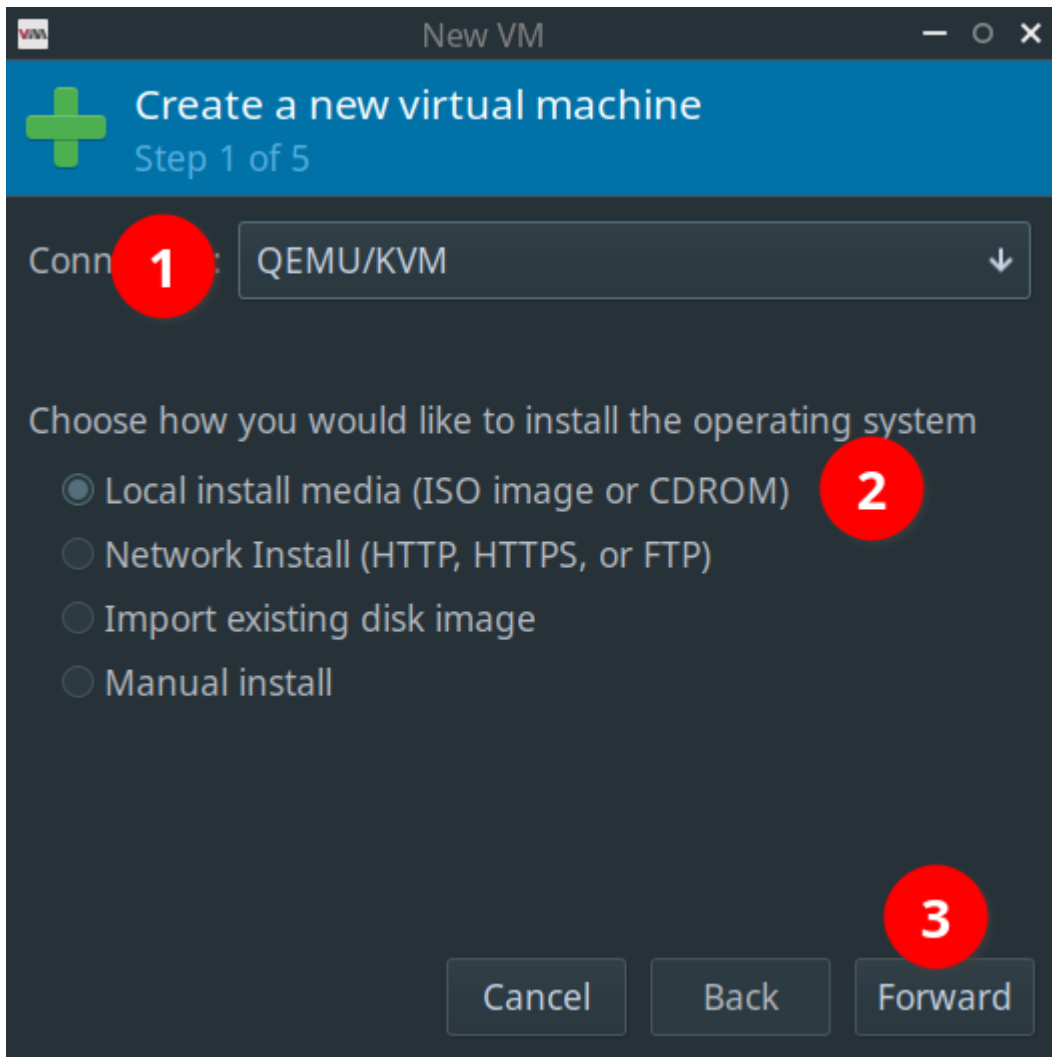 New VM
Create a new virtual machine
Step 1 of 5
Conn 1 : QEMU/KVM
Choose how you would like to install the operating system
Local install media (ISO image or CDROM) 2
Network Install (HTTP, HTTPS, or FTP)
Import existing disk image
Manual install
3
Cancel Back Forward